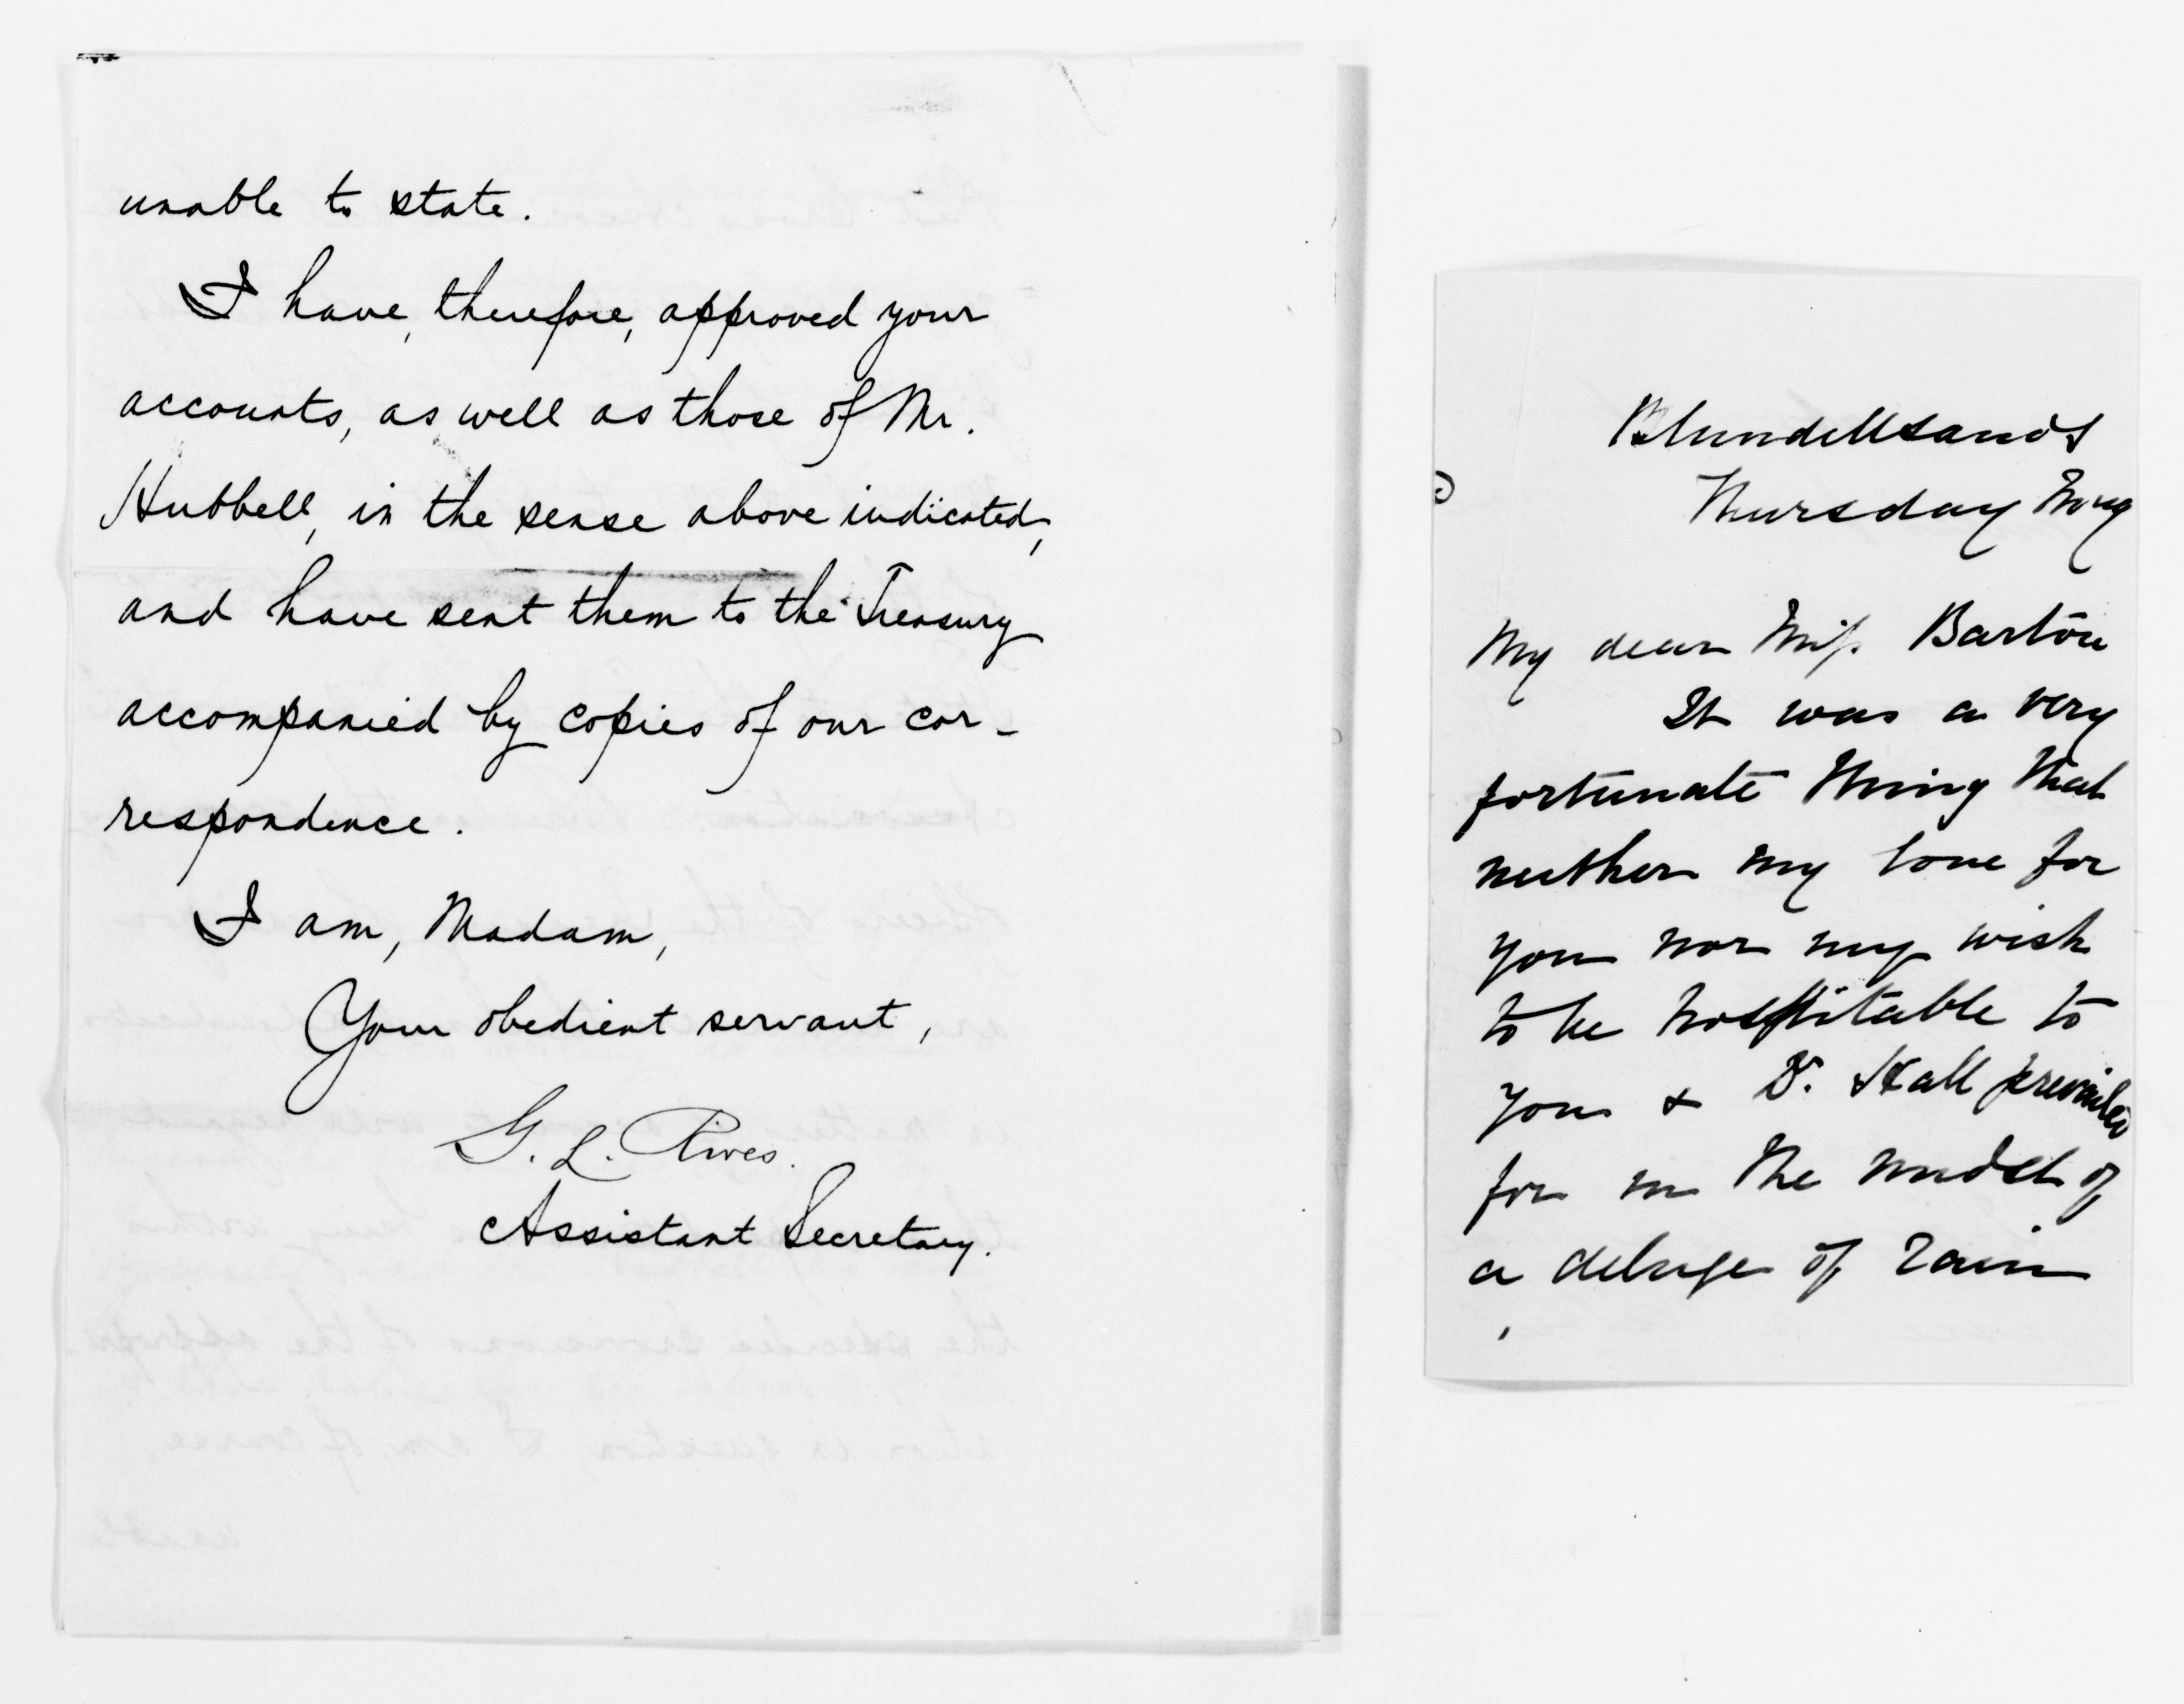 unable to state.
I have, therefore, approved your
accounts, as well as those of Mr.
Hubbell, in the sense above indicated,
and have sent them to the Treasury
accompanied by copies of our cor-
respondence.
I am, Madam,
Your obedient servant,
G. L. Rives.
Assistant Secretary.
Blundellsands
Thursday Mng
My dear Miss Barton
It was a very
fortunate thing that
neither my love for
you nor my wish
to be hospitable to
you & D. Hall prevailed
for in the midst of
a deluge of rain